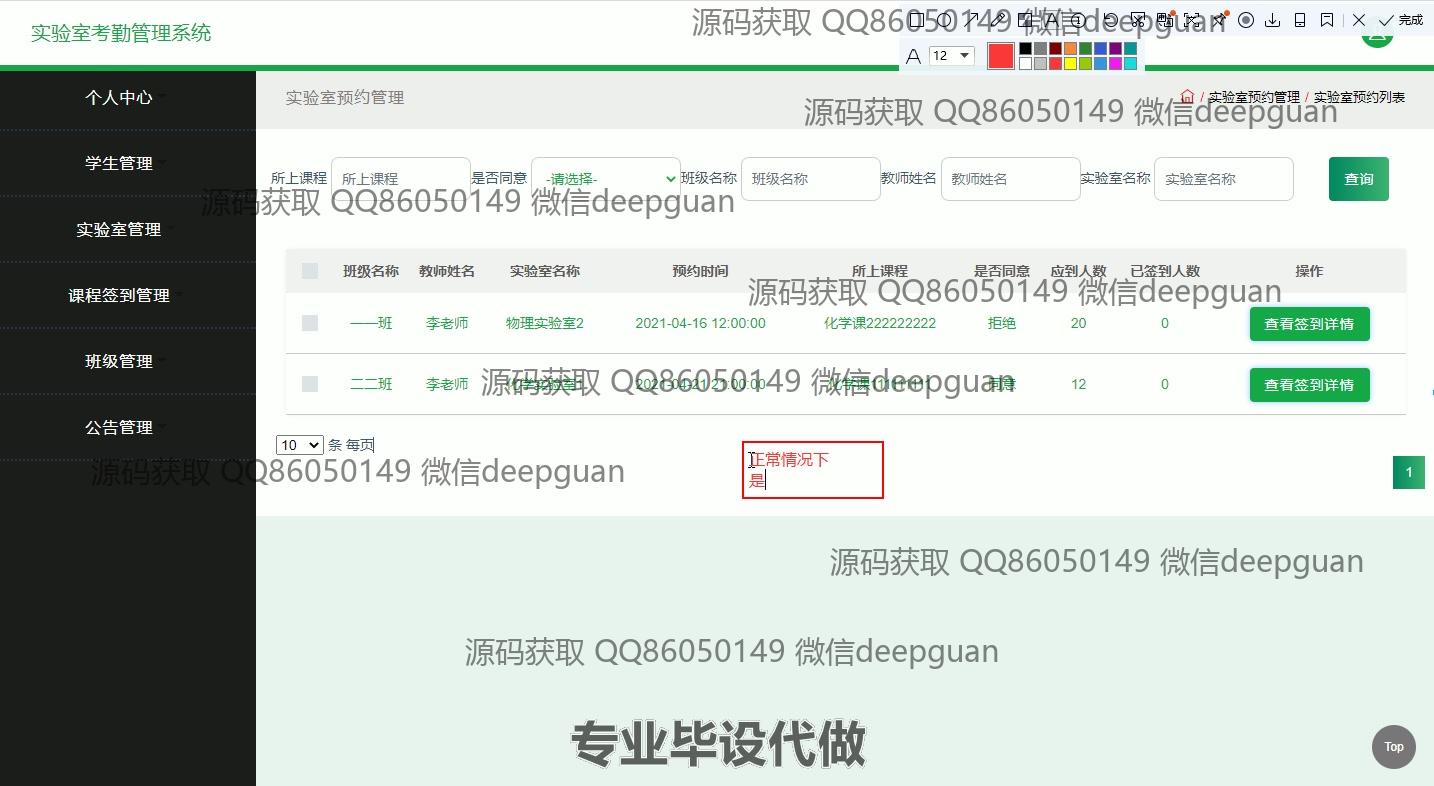 实验室考勤管理系统
源码获取 QQ86050149 微信deepguan
完成
12
个人中心
学生管理
实验室管理
课程签到管理
班级管理
公告管理
实验室预约管理
/ 实验室预约管理 / 实验室预约列表
源码获取 QQ86050149 微信deepguan
所上课程 所上课程 是否同意 -请选择- 班级名称 班级名称 教师姓名 教师姓名 实验室名称 实验室名称 查询
源码获取 QQ86050149 微信deepguan
班级名称 教师姓名 实验室名称 预约时间 所上课程 是否同意 应到人数 已签到人数 操作
源码获取 QQ86050149 微信deepguan
一一班 李老师 物理实验室2 2021-04-16 12:00:00 化学课222222222 拒绝 20 0 查看签到详情
二二班 李老师 化学实验室1 2021-04-21 21:00:00 同意 12 0 查看签到详情
源码获取 QQ86050149 微信deepguan
10 条 每页
正常情况下
是
源码获取 QQ86050149 微信deepguan
1
源码获取 QQ86050149 微信deepguan
源码获取 QQ86050149 微信deepguan
专业毕设代做
Top